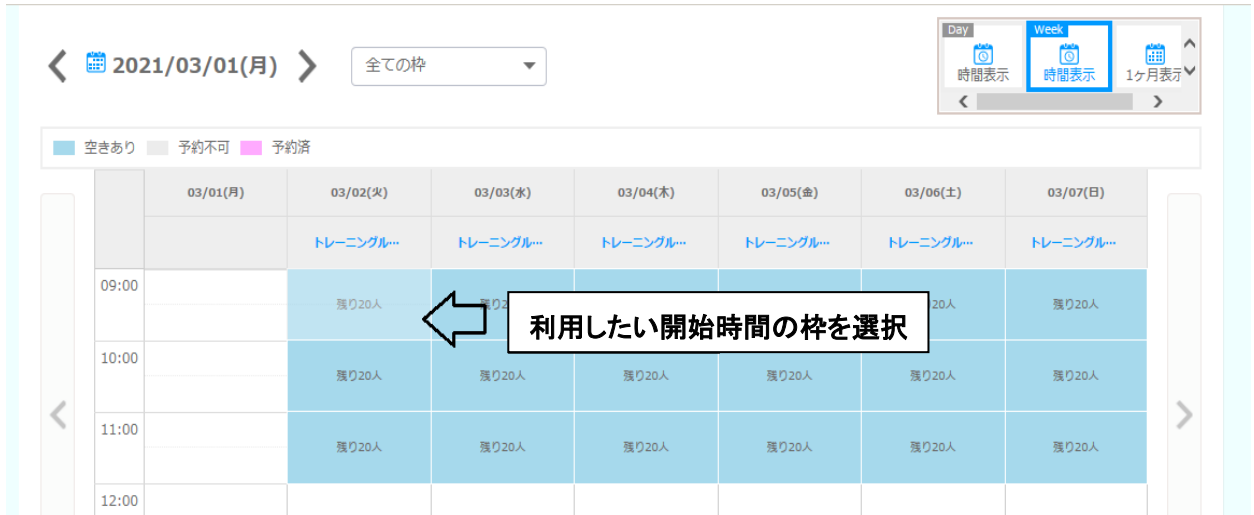 Day
Week
2021/03/01(月)
全ての枠
時間表示
時間表示
1ヶ月表示
空きあり 予約不可 予約済
03/01(月) 03/02(火) 03/03(水) 03/04(木) 03/05(金) 03/06(土) 03/07(日)
トレーニングル… トレーニングル… トレーニングル… トレーニングル… トレーニングル… トレーニングル…
09:00
残り20人 残り2 20人 残り20人
利用したい開始時間の枠を選択
10:00
残り20人 残り20人 残り20人 残り20人 残り20人 残り20人
11:00
残り20人 残り20人 残り20人 残り20人 残り20人 残り20人
12:00